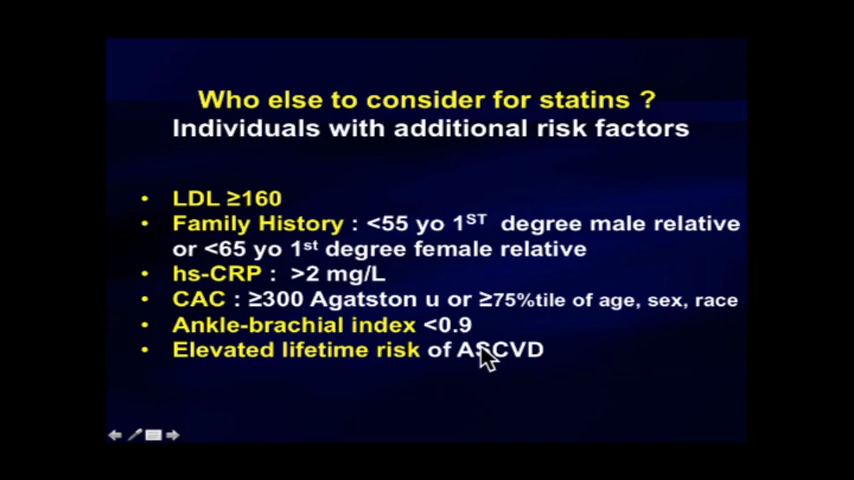 Who else to consider for statins ?
Individuals with additional risk factors
• LDL ≥160
• Family History : <55 yo 1ST degree male relative
or <65 yo 1st degree female relative
• hs-CRP : >2 mg/L
• CAC : ≥300 Agatston u or ≥75%tile of age, sex, race
• Ankle-brachial index <0.9
• Elevated lifetime risk of ASCVD